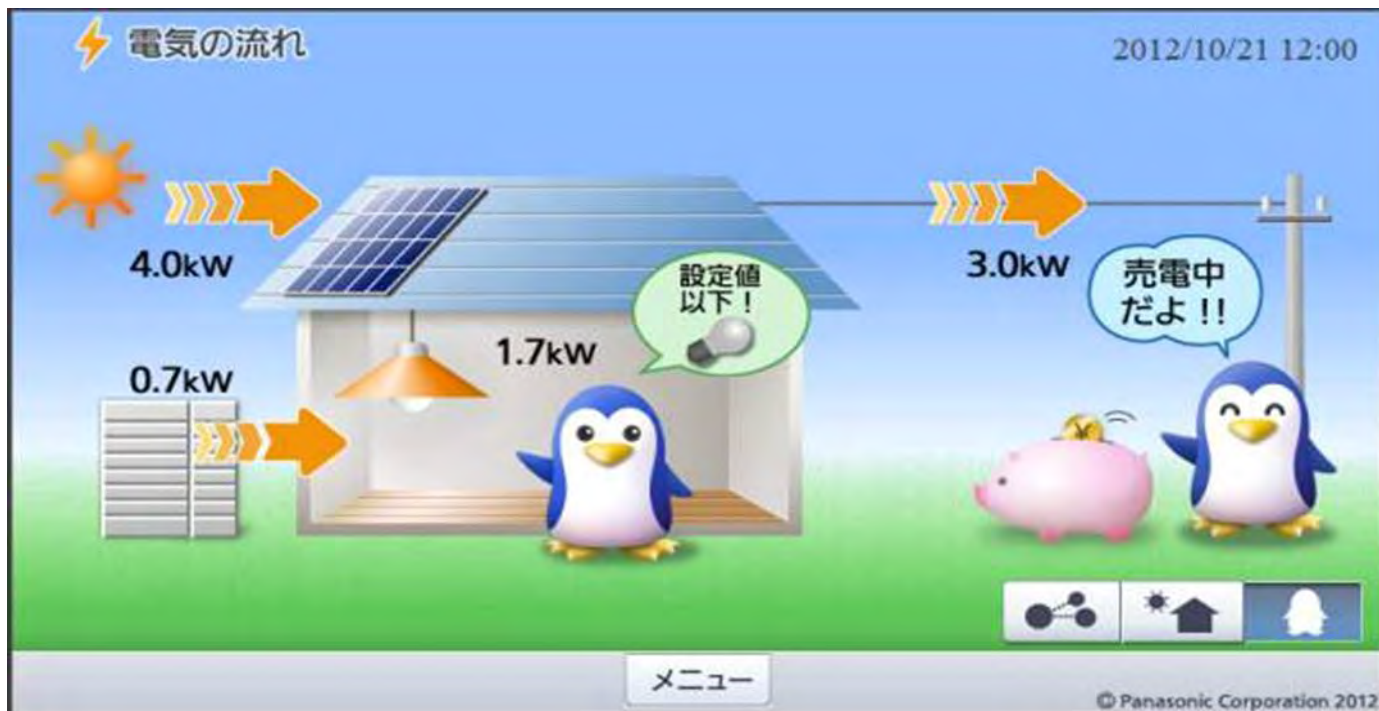 電気の流れ
2012/10/21 12:00
4.0kW
3.0kW
設定値
以下！
売電中
だよ !!
1.7kW
0.7kW
¥
メニュー
© Panasonic Corporation 2012